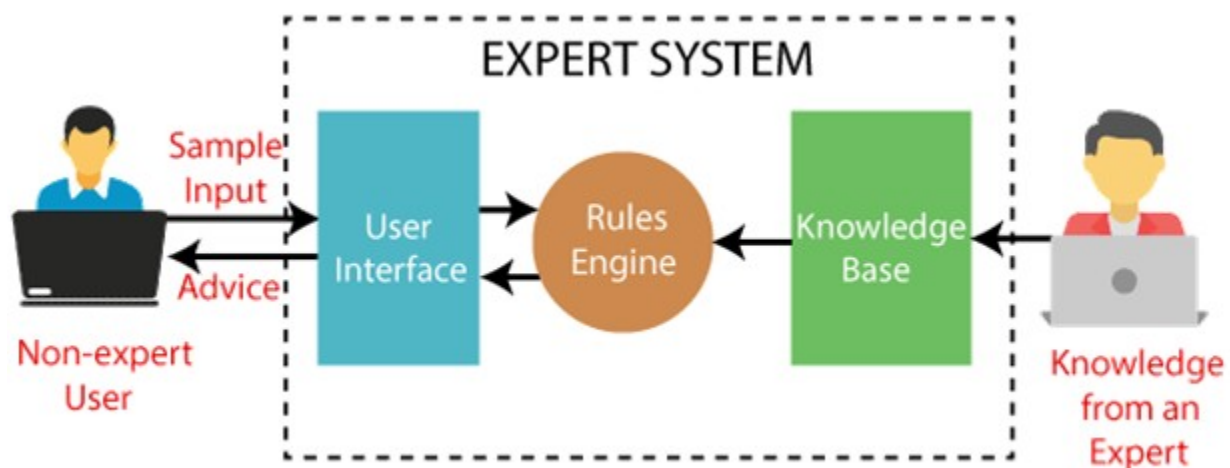 EXPERT SYSTEM
Sample
Input
Advice
Non-expert
User
User
Interface
Rules
Engine
Knowledge
Base
Knowledge
from an
Expert